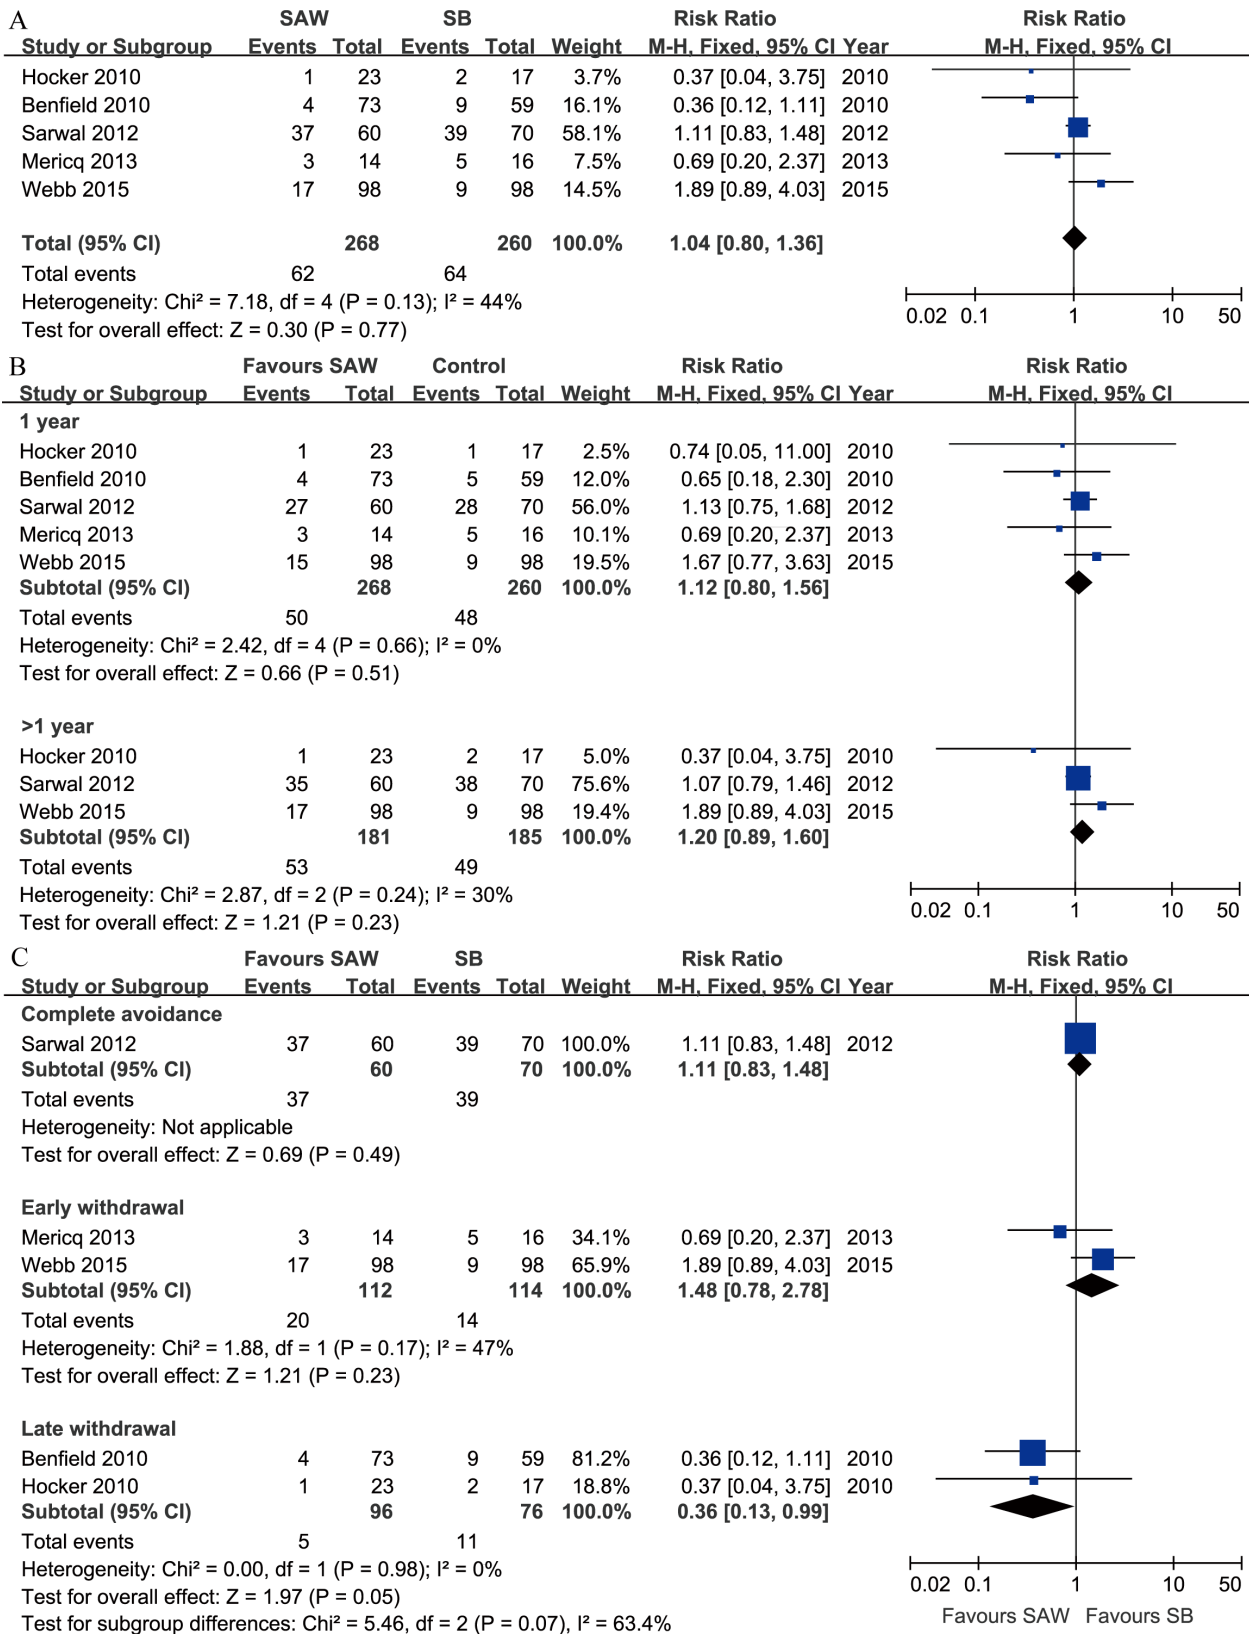 A
SAW SB Risk Ratio Risk Ratio
Study or Subgroup Events Total Events Total Weight M-H, Fixed, 95% CI Year M-H, Fixed, 95% CI
Hocker 2010 1 23 2 17 3.7% 0.37 [0.04, 3.75] 2010
Benfield 2010 4 73 9 59 16.1% 0.36 [0.12, 1.11] 2010
Sarwal 2012 37 60 39 70 58.1% 1.11 [0.83, 1.48] 2012
Mericq 2013 3 14 5 16 7.5% 0.69 [0.20, 2.37] 2013
Webb 2015 17 98 9 98 14.5% 1.89 [0.89, 4.03] 2015
Total (95% CI) 268 260 100.0% 1.04 [0.80, 1.36]
Total events 62 64
Heterogeneity: Chi² = 7.18, df = 4 (P = 0.13); I² = 44%
Test for overall effect: Z = 0.30 (P = 0.77)
0.02 0.1 1 10 50
B
Favours SAW Control Risk Ratio Risk Ratio
Study or Subgroup Events Total Events Total Weight M-H, Fixed, 95% CI Year M-H, Fixed, 95% CI
1 year
Hocker 2010 1 23 1 17 2.5% 0.74 [0.05, 11.00] 2010
Benfield 2010 4 73 5 59 12.0% 0.65 [0.18, 2.30] 2010
Sarwal 2012 27 60 28 70 56.0% 1.13 [0.75, 1.68] 2012
Mericq 2013 3 14 5 16 10.1% 0.69 [0.20, 2.37] 2013
Webb 2015 15 98 9 98 19.5% 1.67 [0.77, 3.63] 2015
Subtotal (95% CI) 268 260 100.0% 1.12 [0.80, 1.56]
Total events 50 48
Heterogeneity: Chi² = 2.42, df = 4 (P = 0.66); I² = 0%
Test for overall effect: Z = 0.66 (P = 0.51)
>1 year
Hocker 2010 1 23 2 17 5.0% 0.37 [0.04, 3.75] 2010
Sarwal 2012 35 60 38 70 75.6% 1.07 [0.79, 1.46] 2012
Webb 2015 17 98 9 98 19.4% 1.89 [0.89, 4.03] 2015
Subtotal (95% CI) 181 185 100.0% 1.20 [0.89, 1.60]
Total events 53 49
Heterogeneity: Chi² = 2.87, df = 2 (P = 0.24); I² = 30%
Test for overall effect: Z = 1.21 (P = 0.23)
0.02 0.1 1 10 50
C
Favours SAW SB Risk Ratio Risk Ratio
Study or Subgroup Events Total Events Total Weight M-H, Fixed, 95% CI Year M-H, Fixed, 95% CI
Complete avoidance
Sarwal 2012 37 60 39 70 100.0% 1.11 [0.83, 1.48] 2012
Subtotal (95% CI) 60 70 100.0% 1.11 [0.83, 1.48]
Total events 37 39
Heterogeneity: Not applicable
Test for overall effect: Z = 0.69 (P = 0.49)
Early withdrawal
Mericq 2013 3 14 5 16 34.1% 0.69 [0.20, 2.37] 2013
Webb 2015 17 98 9 98 65.9% 1.89 [0.89, 4.03] 2015
Subtotal (95% CI) 112 114 100.0% 1.48 [0.78, 2.78]
Total events 20 14
Heterogeneity: Chi² = 1.88, df = 1 (P = 0.17); I² = 47%
Test for overall effect: Z = 1.21 (P = 0.23)
Late withdrawal
Benfield 2010 4 73 9 59 81.2% 0.36 [0.12, 1.11] 2010
Hocker 2010 1 23 2 17 18.8% 0.37 [0.04, 3.75] 2010
Subtotal (95% CI) 96 76 100.0% 0.36 [0.13, 0.99]
Total events 5 11
Heterogeneity: Chi² = 0.00, df = 1 (P = 0.98); I² = 0%
Test for overall effect: Z = 1.97 (P = 0.05)
Test for subgroup differences: Chi² = 5.46, df = 2 (P = 0.07), I² = 63.4%
0.02 0.1 1 10 50
Favours SAW Favours SB